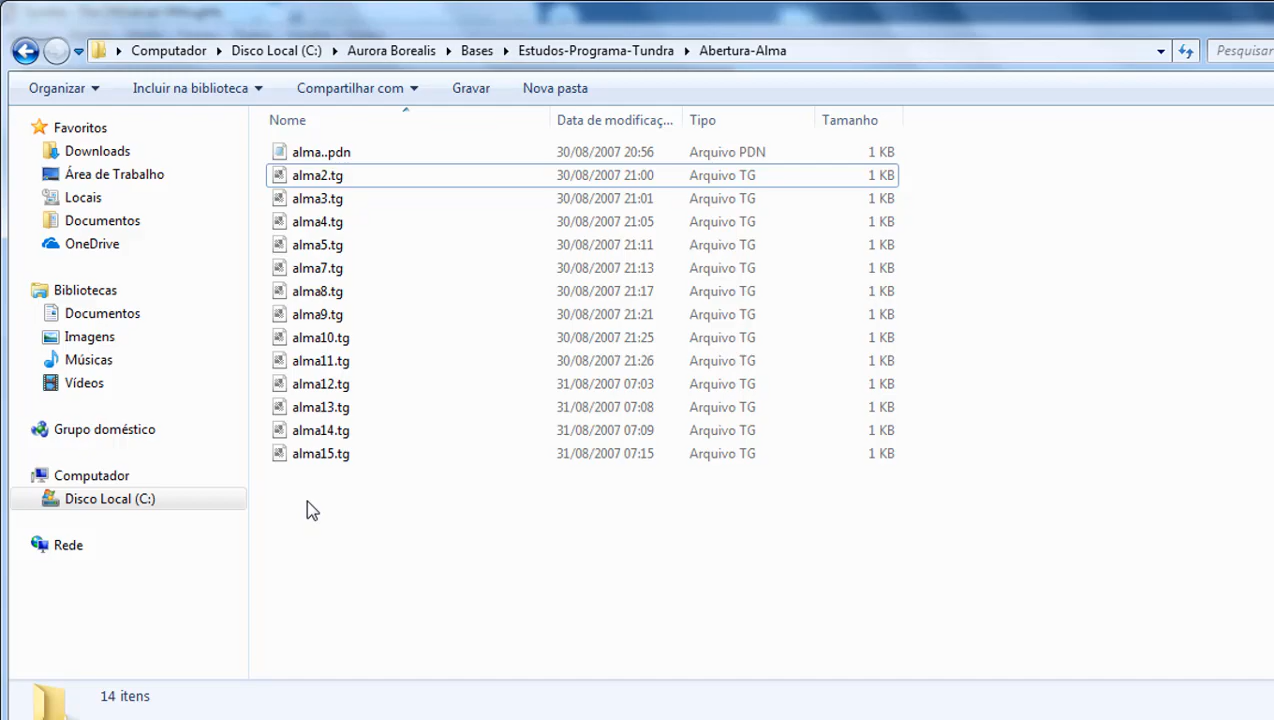 Computador Disco Local (C:) Aurora Borealis Bases Estudos-Programa-Tundra Abertura-Alma Pesquisar
Organizar Incluir na biblioteca Compartilhar com Gravar Nova pasta
Favoritos
Downloads
Área de Trabalho
Locais
Documentos
OneDrive
Bibliotecas
Documentos
Imagens
Músicas
Vídeos
Grupo doméstico
Computador
Disco Local (C:)
Rede
Nome Data de modificaç... Tipo Tamanho
alma..pdn 30/08/2007 20:56 Arquivo PDN 1 KB
alma2.tg 30/08/2007 21:00 Arquivo TG 1 KB
alma3.tg 30/08/2007 21:01 Arquivo TG 1 KB
alma4.tg 30/08/2007 21:05 Arquivo TG 1 KB
alma5.tg 30/08/2007 21:11 Arquivo TG 1 KB
alma7.tg 30/08/2007 21:13 Arquivo TG 1 KB
alma8.tg 30/08/2007 21:17 Arquivo TG 1 KB
alma9.tg 30/08/2007 21:21 Arquivo TG 1 KB
alma10.tg 30/08/2007 21:25 Arquivo TG 1 KB
alma11.tg 30/08/2007 21:26 Arquivo TG 1 KB
alma12.tg 31/08/2007 07:03 Arquivo TG 1 KB
alma13.tg 31/08/2007 07:08 Arquivo TG 1 KB
alma14.tg 31/08/2007 07:09 Arquivo TG 1 KB
alma15.tg 31/08/2007 07:15 Arquivo TG 1 KB
14 itens